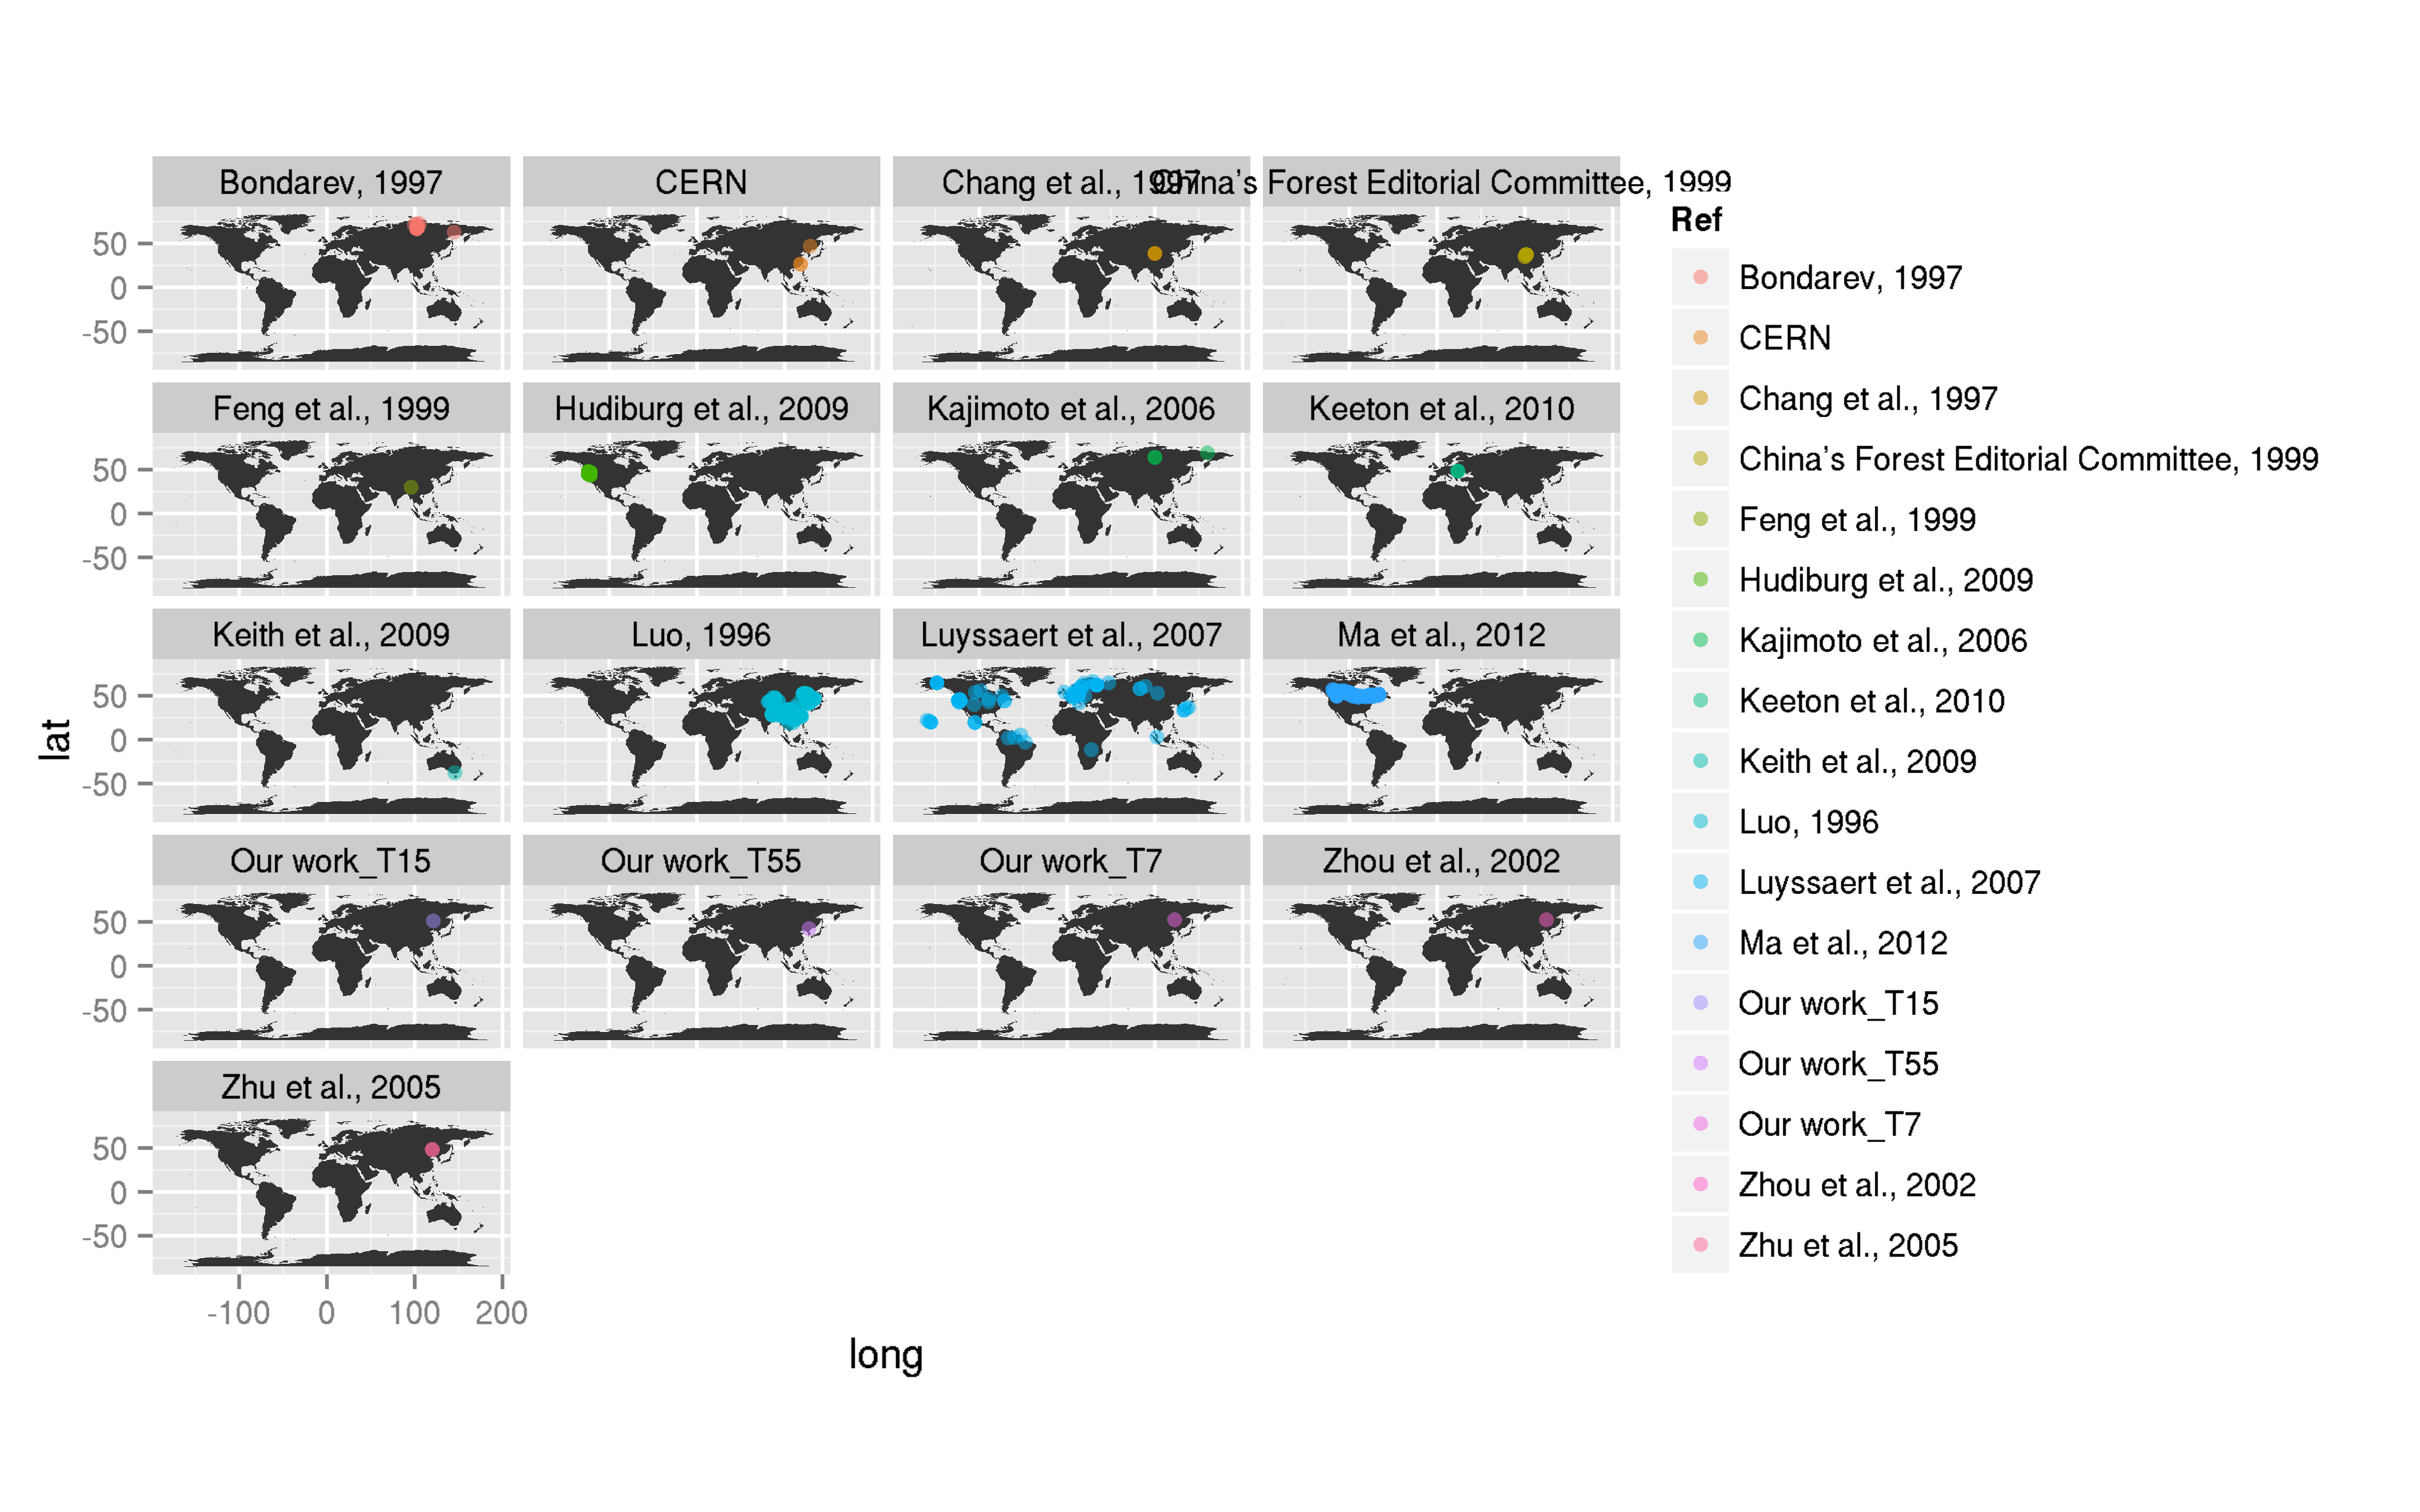 Bondarev, 1997
CERN
Chang et al., 1997
China’s Forest Editorial Committee, 1999
50
0
-50
Feng et al., 1999
Hudiburg et al., 2009
Kajimoto et al., 2006
Keeton et al., 2010
50
0
-50
Keith et al., 2009
Luo, 1996
Luyssaert et al., 2007
Ma et al., 2012
50
0
-50
Our work_T15
Our work_T55
Our work_T7
Zhou et al., 2002
50
0
-50
Zhu et al., 2005
50
0
-50
-100
0
100
200
long
lat
Ref
Bondarev, 1997
CERN
Chang et al., 1997
China’s Forest Editorial Committee, 1999
Feng et al., 1999
Hudiburg et al., 2009
Kajimoto et al., 2006
Keeton et al., 2010
Keith et al., 2009
Luo, 1996
Luyssaert et al., 2007
Ma et al., 2012
Our work_T15
Our work_T55
Our work_T7
Zhou et al., 2002
Zhu et al., 2005